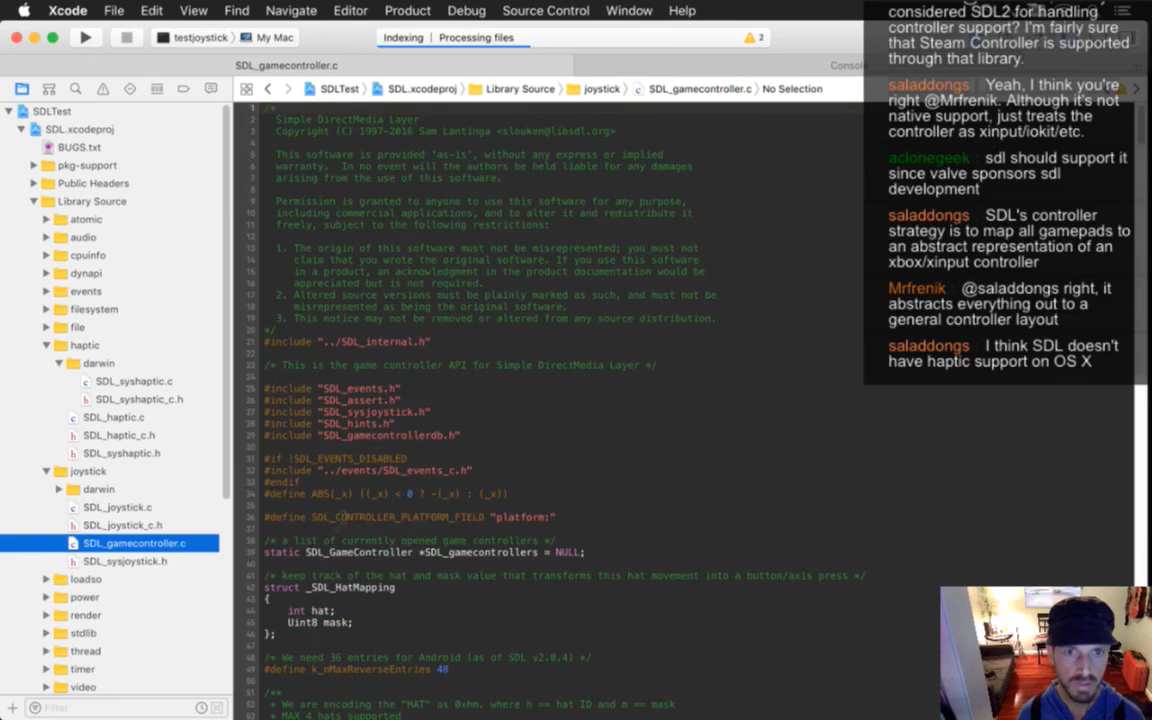 Xcode File Edit View Find Navigate Editor Product Debug Source Control Window Help
testjoystick My Mac
Indexing | Processing files
2
SDL_gamecontroller.c
Console
SDLTest SDL.xcodeproj Library Source joystick SDL_gamecontroller.c No Selection
SDLTest
SDL.xcodeproj
BUGS.txt
pkg-support
Public Headers
Library Source
atomic
audio
cpuinfo
dynapi
events
filesystem
file
haptic
darwin
SDL_syshaptic.c
SDL_syshaptic_c.h
SDL_haptic.c
SDL_haptic_c.h
SDL_syshaptic.h
joystick
darwin
SDL_joystick.c
SDL_joystick_c.h
SDL_gamecontroller.c
SDL_sysjoystick.h
loadso
power
render
stdlib
thread
timer
video
Filter
/*
Simple DirectMedia Layer
Copyright (C) 1997-2016 Sam Lantinga <slouken@libsdl.org>
This software is provided 'as-is', without any express or implied
warranty. In no event will the authors be held liable for any damages
arising from the use of this software.
Permission is granted to anyone to use this software for any purpose,
including commercial applications, and to alter it and redistribute it
freely, subject to the following restrictions:
1. The origin of this software must not be misrepresented; you must not
claim that you wrote the original software. If you use this software
in a product, an acknowledgment in the product documentation would be
appreciated but is not required.
2. Altered source versions must be plainly marked as such, and must not be
misrepresented as being the original software.
3. This notice may not be removed or altered from any source distribution.
*/
#include "../SDL_internal.h"
/* This is the game controller API for Simple DirectMedia Layer */
#include "SDL_events.h"
#include "SDL_assert.h"
#include "SDL_sysjoystick.h"
#include "SDL_hints.h"
#include "SDL_gamecontrollerdb.h"
#if !SDL_EVENTS_DISABLED
#include "../events/SDL_events_c.h"
#endif
#define ABS(_x) ((_x) < 0 ? -(_x) : (_x))
#define SDL_CONTROLLER_PLATFORM_FIELD "platform:"
/* a list of currently opened game controllers */
static SDL_GameController *SDL_gamecontrollers = NULL;
/* keep track of the hat and mask value that transforms this hat movement into a button/axis press */
struct _SDL_HatMapping
{
int hat;
Uint8 mask;
};
/* We need 36 entries for Android (as of SDL v2.0.4) */
#define k_nMaxReverseEntries 48
/**
* We are encoding the "HAT" as 0xhm. where h == hat ID and m == mask
* MAX 4 hats supported
considered SDL2 for handling
controller support? I'm fairly sure
that Steam Controller is supported
through that library.
saladdongs Yeah, I think you're
right @Mrfrenik. Although it's not
native support, just treats the
controller as xinput/iokit/etc.
aclonegeek sdl should support it
since valve sponsors sdl
development
saladdongs SDL's controller
strategy is to map all gamepads to
an abstract representation of an
xbox/xinput controller
Mrfrenik @saladdongs right, it
abstracts everything out to a
general controller layout
saladdongs I think SDL doesn't
have haptic support on OS X